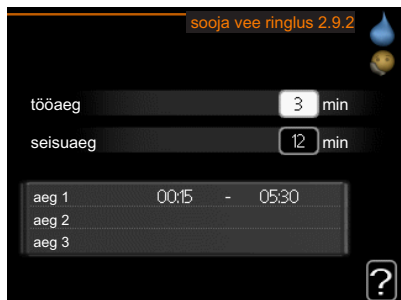 sooja vee ringlus 2.9.2
tööaeg 3 min
seisuaeg 12 min
aeg 1 00:15 - 05:30
aeg 2
aeg 3
?